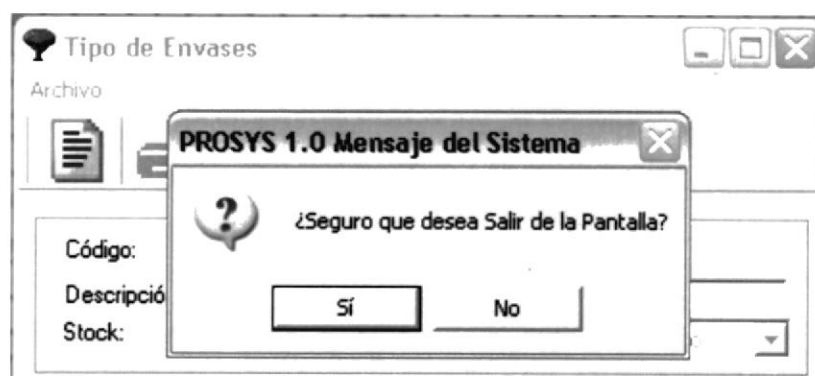 Tipo de Envases
Archivo
PROSYS 1.0 Mensaje del Sistema
¿Seguro que desea Salir de la Pantalla?
Código:
Descripció
Stock:
Sí
No